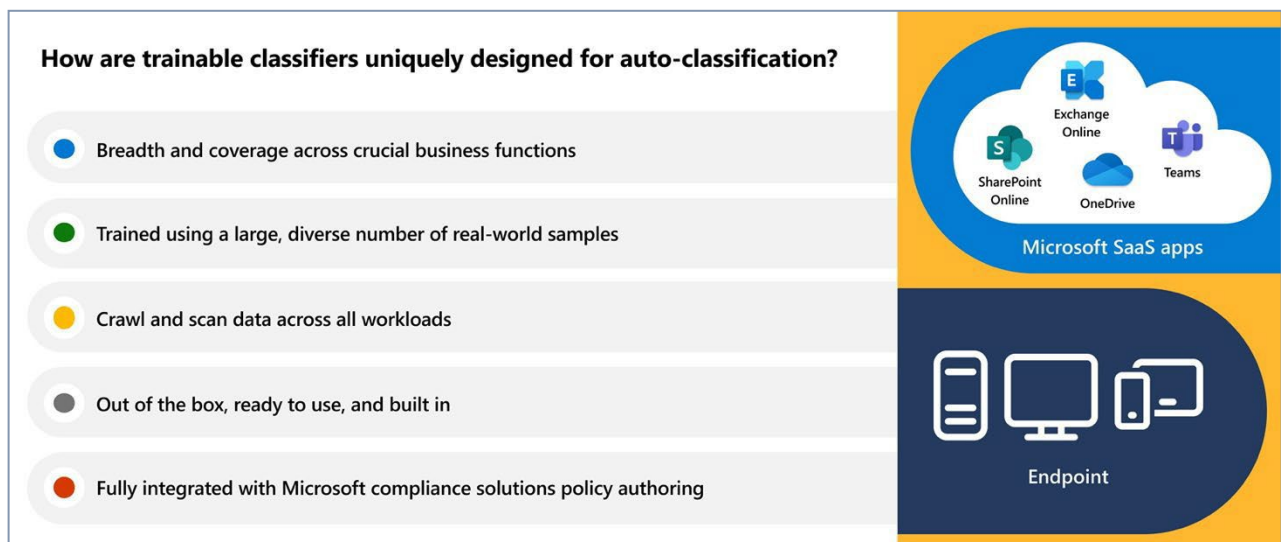 How are trainable classifiers uniquely designed for auto-classification?
Breadth and coverage across crucial business functions
Trained using a large, diverse number of real-world samples
Crawl and scan data across all workloads
Out of the box, ready to use, and built in
Fully integrated with Microsoft compliance solutions policy authoring
E
Exchange
Online
S
SharePoint
Online
OneDrive
T
Teams
Microsoft SaaS apps
Endpoint